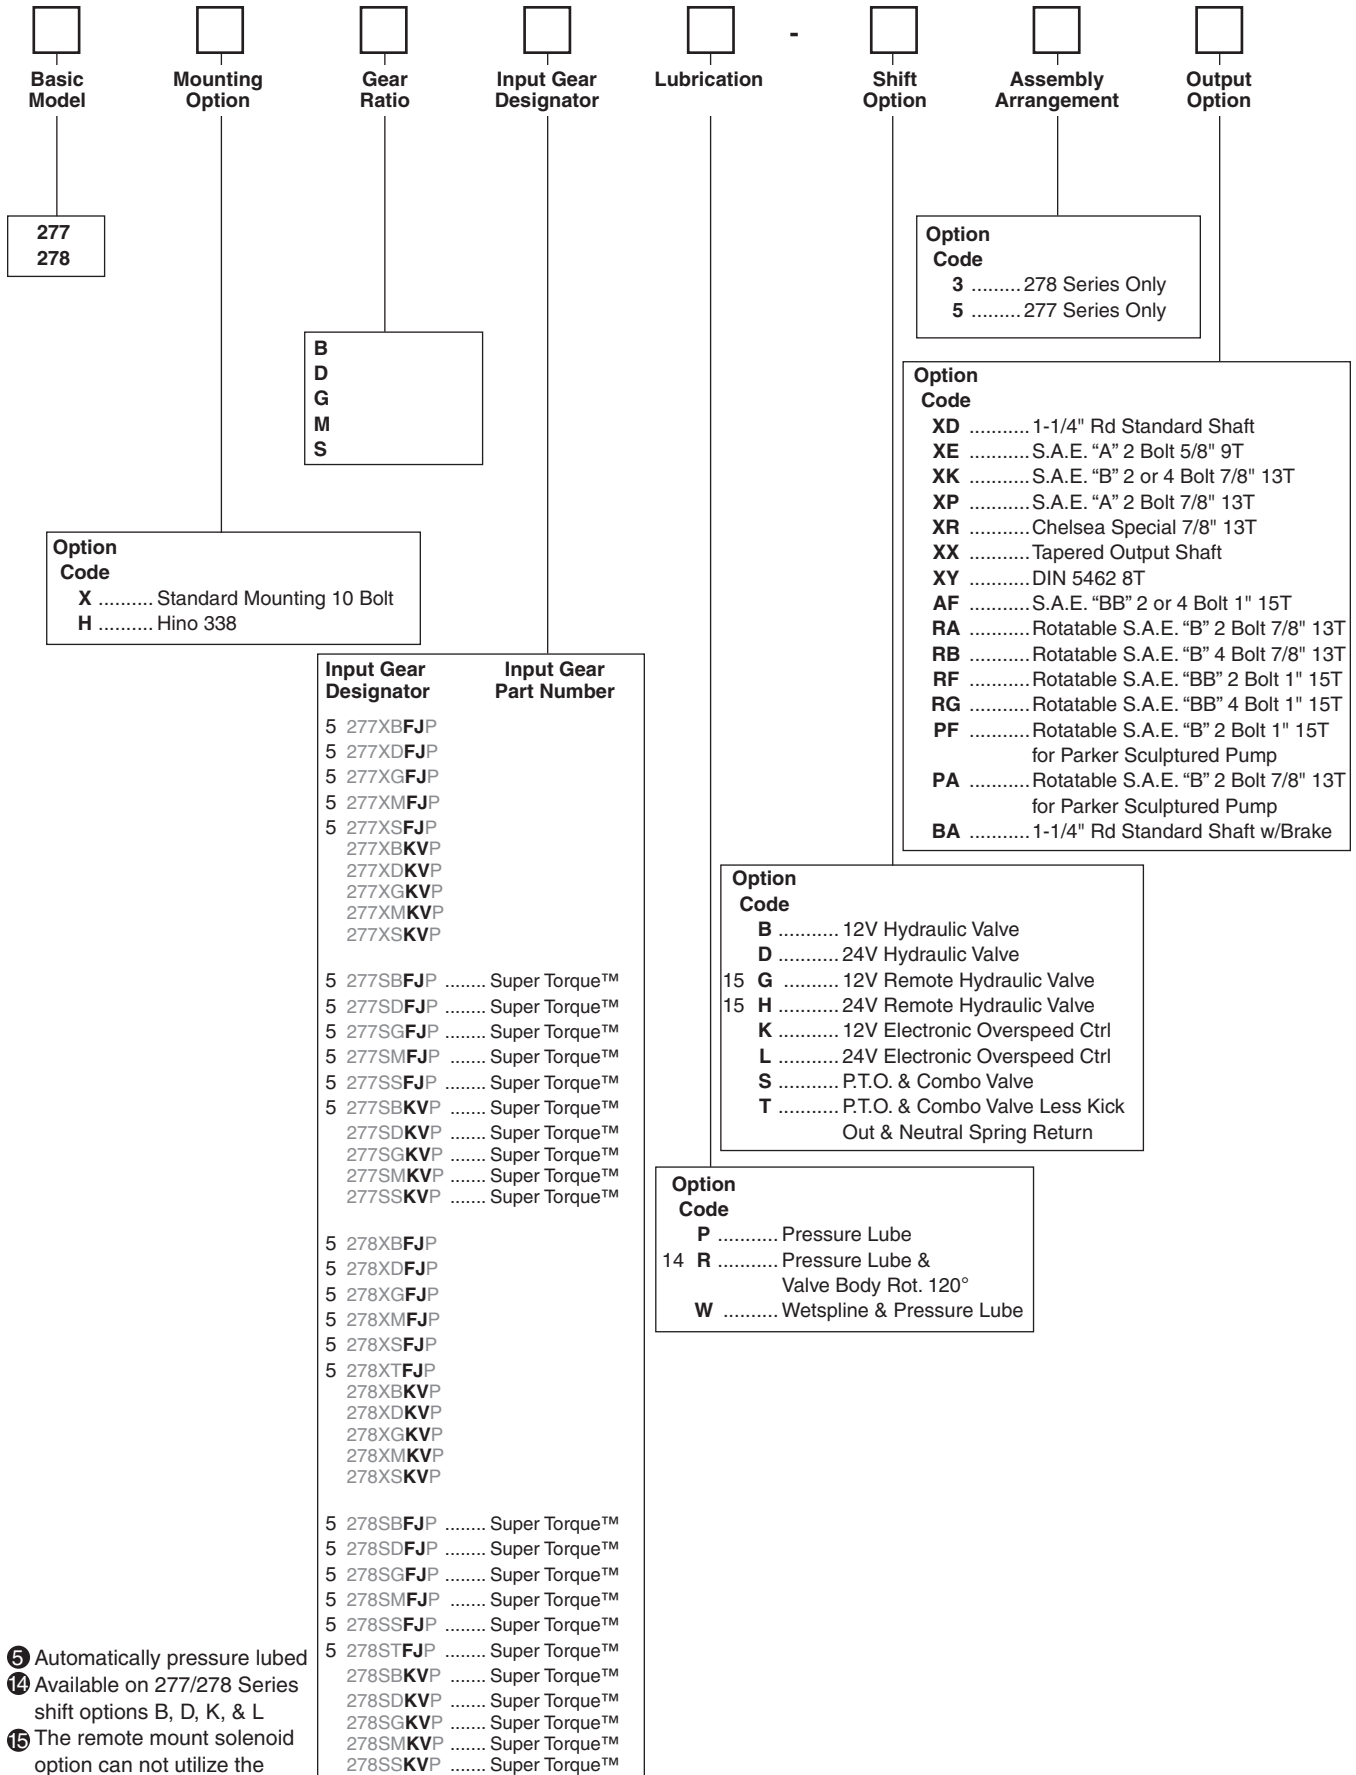 -
Basic Model
Mounting Option
Gear Ratio
Input Gear Designator
Lubrication
Shift Option
Assembly Arrangement
Output Option
277
278
Option
Code
3 .........278 Series Only
5 .........277 Series Only
B
D
G
M
S
Option
Code
XD ...........1-1/4" Rd Standard Shaft
XE ...........S.A.E. “A” 2 Bolt 5/8" 9T
XK ...........S.A.E. “B” 2 or 4 Bolt 7/8" 13T
XP ...........S.A.E. “A” 2 Bolt 7/8" 13T
XR ...........Chelsea Special 7/8" 13T
XX ...........Tapered Output Shaft
XY ...........DIN 5462 8T
AF ...........S.A.E. “BB” 2 or 4 Bolt 1" 15T
RA ...........Rotatable S.A.E. “B” 2 Bolt 7/8" 13T
RB ...........Rotatable S.A.E. “B” 4 Bolt 7/8" 13T
RF ...........Rotatable S.A.E. “BB” 2 Bolt 1" 15T
RG ...........Rotatable S.A.E. “BB” 4 Bolt 1" 15T
PF ...........Rotatable S.A.E. “B” 2 Bolt 1" 15T
for Parker Sculptured Pump
PA ...........Rotatable S.A.E. “B” 2 Bolt 7/8" 13T
for Parker Sculptured Pump
BA ...........1-1/4" Rd Standard Shaft w/Brake
Option
Code
X .......... Standard Mounting 10 Bolt
H .......... Hino 338
Input Gear Designator
Input Gear Part Number
5 277XBFJP
5 277XDFJP
5 277XGFJP
5 277XMFJP
5 277XSFJP
277XBKVP
277XDKVP
277XGKVP
277XMKVP
277XSKVP
5 277SBFJP ........ Super Torque™
5 277SDFJP ........ Super Torque™
5 277SGFJP ........ Super Torque™
5 277SMFJP ....... Super Torque™
5 277SSFJP ........ Super Torque™
5 277SBKVP ....... Super Torque™
277SDKVP ....... Super Torque™
277SGKVP ....... Super Torque™
277SMKVP ....... Super Torque™
277SSKVP ....... Super Torque™
5 278XBFJP
5 278XDFJP
5 278XGFJP
5 278XMFJP
5 278XSFJP
5 278XTFJP
278XBKVP
278XDKVP
278XGKVP
278XMKVP
278XSKVP
5 278SBFJP ........ Super Torque™
5 278SDFJP ........ Super Torque™
5 278SGFJP ........ Super Torque™
5 278SMFJP ....... Super Torque™
5 278SSFJP ........ Super Torque™
5 278STFJP ........ Super Torque™
278SBKVP ....... Super Torque™
278SDKVP ....... Super Torque™
278SGKVP ....... Super Torque™
278SMKVP ....... Super Torque™
278SSKVP ....... Super Torque™
Option
Code
B ........... 12V Hydraulic Valve
D ........... 24V Hydraulic Valve
15 G .......... 12V Remote Hydraulic Valve
15 H ........... 24V Remote Hydraulic Valve
K ........... 12V Electronic Overspeed Ctrl
L ........... 24V Electronic Overspeed Ctrl
S ........... P.T.O. & Combo Valve
T ........... P.T.O. & Combo Valve Less Kick
Out & Neutral Spring Return
Option
Code
P ........... Pressure Lube
14 R ........... Pressure Lube &
Valve Body Rot. 120°
W .......... Wetspline & Pressure Lube
5 Automatically pressure lubed
14 Available on 277/278 Series
shift options B, D, K, & L
15 The remote mount solenoid
option can not utilize the